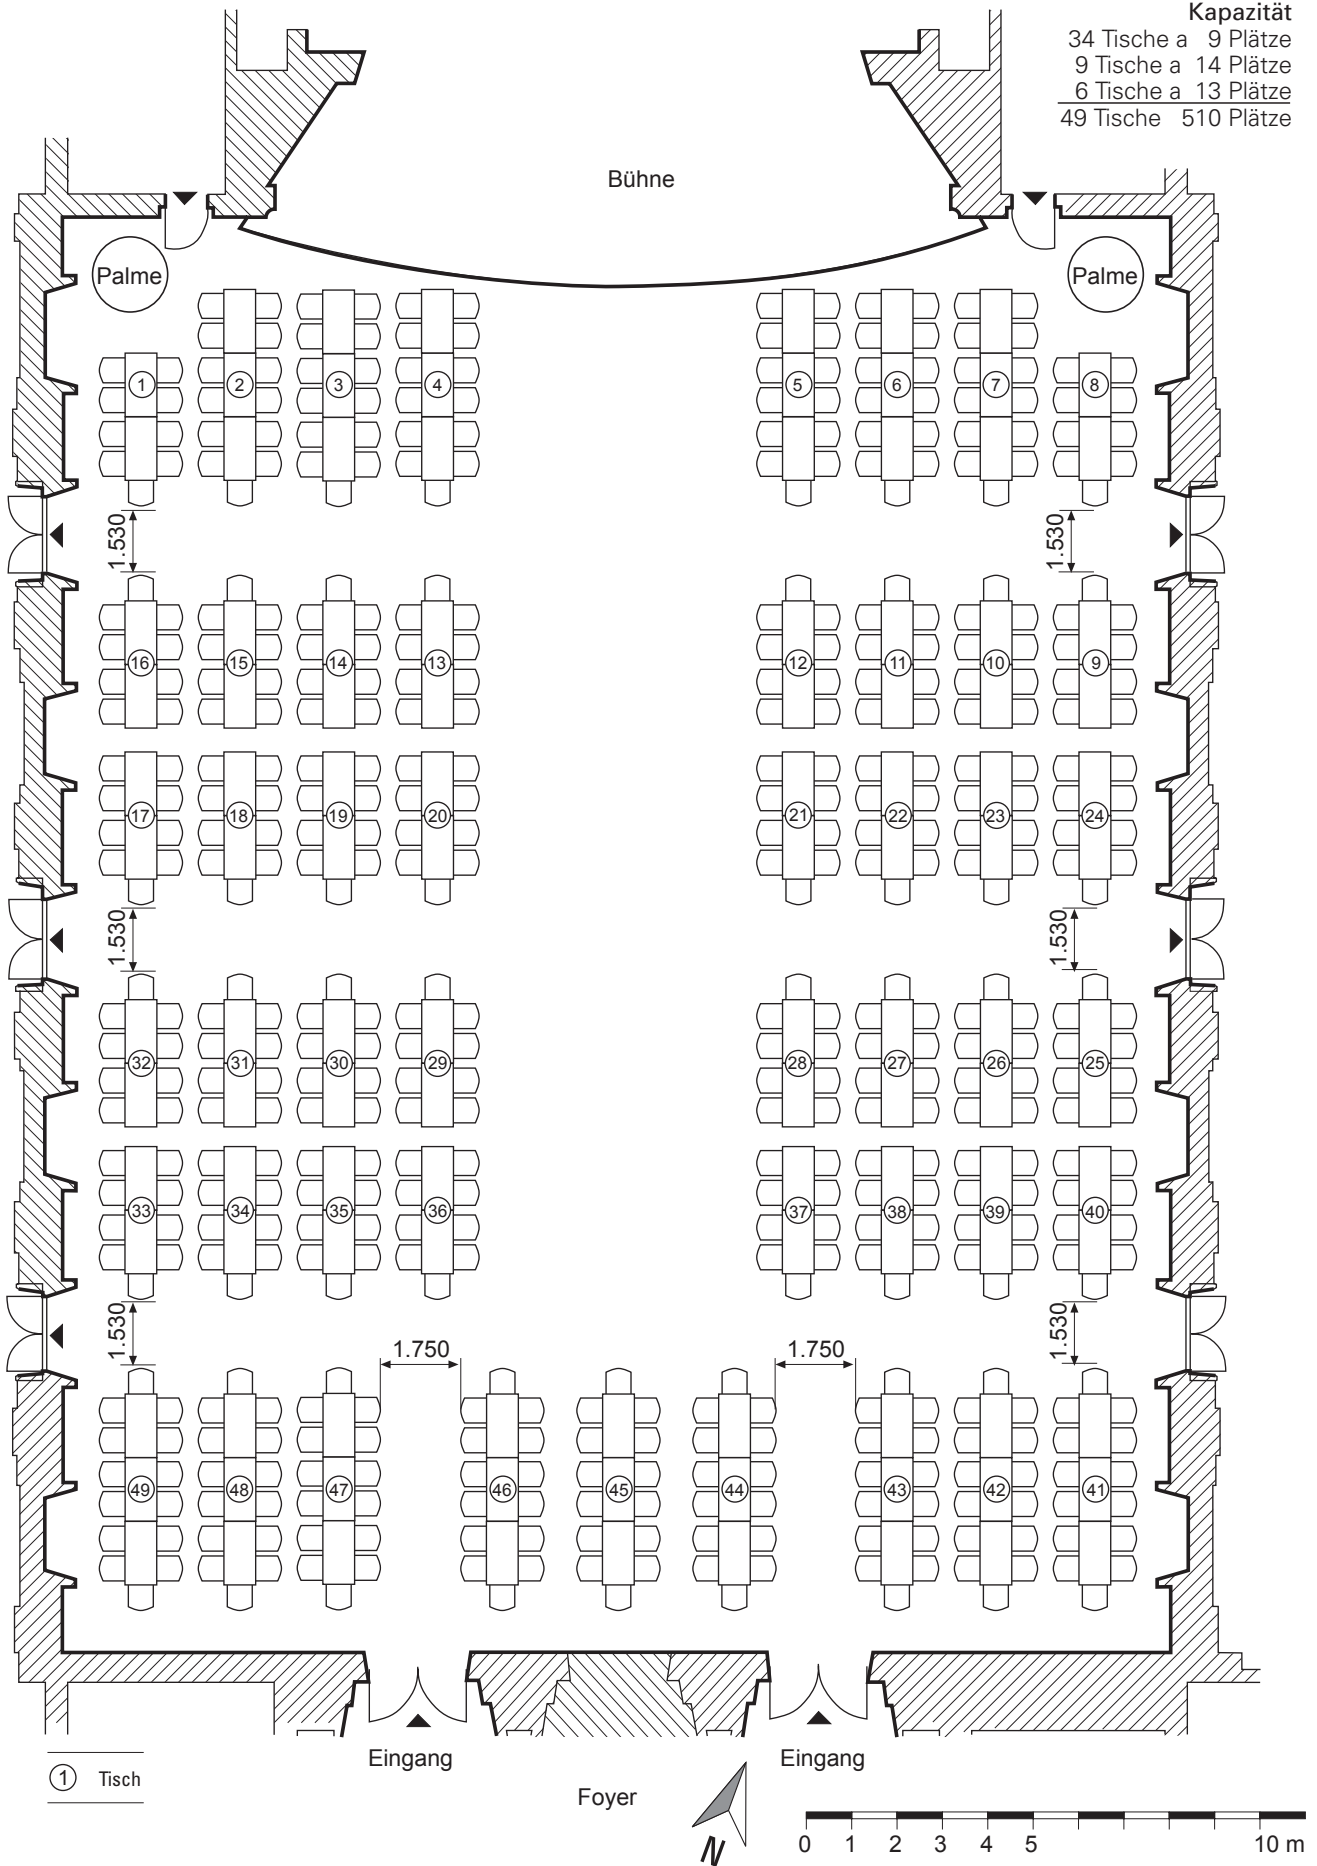 Kapazität
34 Tische a 9 Plätze
9 Tische a 14 Plätze
6 Tische a 13 Plätze
49 Tische 510 Plätze
Bühne
Palme
Palme
1 2 3 4 5 6 7 8
1.530 1.530
16 15 14 13 12 11 10 9
17 18 19 20 21 22 23 24
1.530 1.530
32 31 30 29 28 27 26 25
33 34 35 36 37 38 39 40
1.530 1.530
1.750 1.750
49 48 47 46 45 44 43 42 41
Eingang Eingang
1 Tisch
Foyer
N
0 1 2 3 4 5 10 m